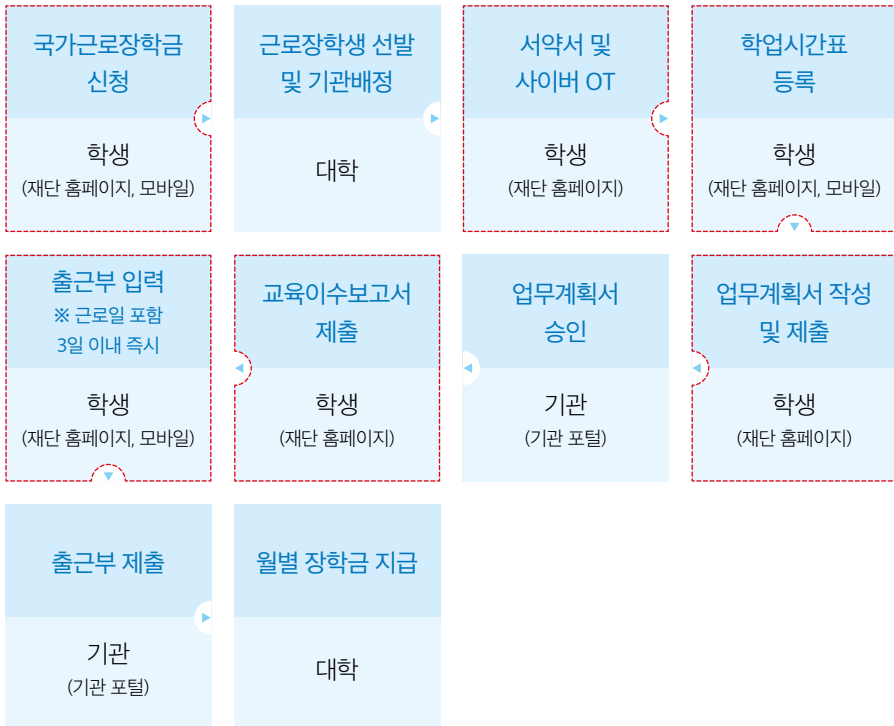 국가근로장학금
신청
학생
(재단 홈페이지, 모바일)
근로장학생 선발
및 기관배정
대학
서약서 및
사이버 OT
학생
(재단 홈페이지)
학업시간표
등록
학생
(재단 홈페이지, 모바일)
업무계획서 작성
및 제출
학생
(재단 홈페이지)
업무계획서
승인
기관
(기관 포털)
교육이수보고서
제출
학생
(재단 홈페이지)
출근부 입력
※ 근로일 포함
3일 이내 즉시
학생
(재단 홈페이지, 모바일)
출근부 제출
기관
(기관 포털)
월별 장학금 지급
대학